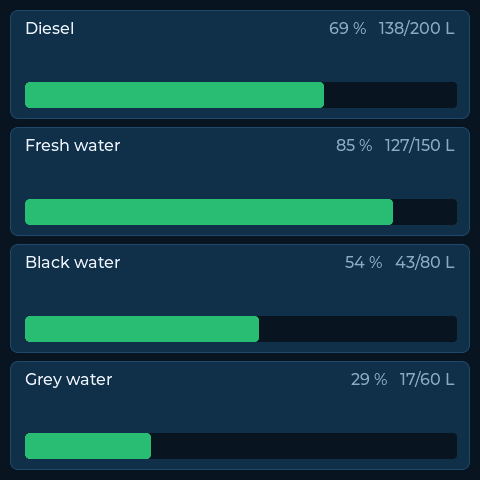 Diesel 69 % 138/200 L
Fresh water 85 % 127/150 L
Black water 54 % 43/80 L
Grey water 29 % 17/60 L